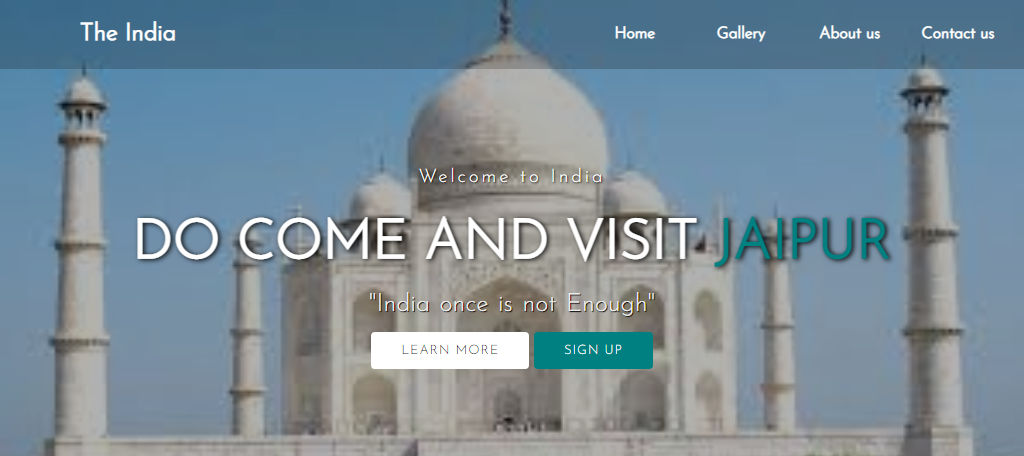 The India Home Gallery About us Contact us
Welcome to India
DO COME AND VISIT JAIPUR
"India once is not Enough"
LEARN MORE SIGN UP